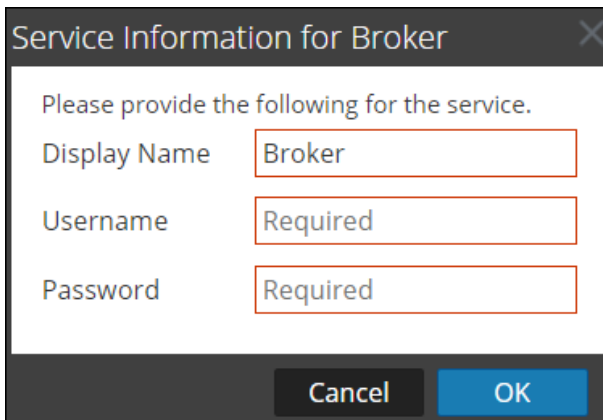 Service Information for Broker
Please provide the following for the service.
Display Name Broker
Username Required
Password Required
Cancel OK